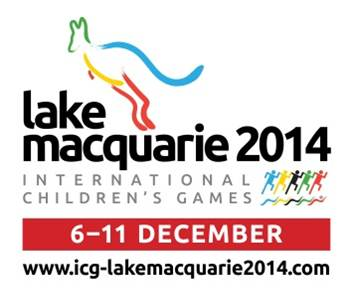 lake
macquarie 2014
INTERNATIONAL
CHILDREN'S GAMES
6–11 DECEMBER
www.icg-lakemacquarie2014.com